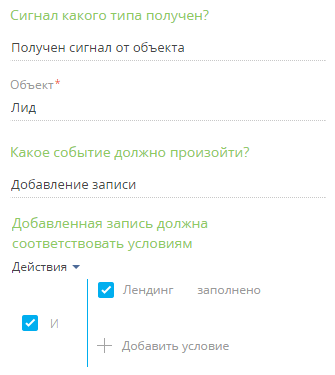 Сигнал какого типа получен?
Получен сигнал от объекта
Объект*
Лид
Какое событие должно произойти?
Добавление записи
Добавленная запись должна
соответствовать условиям
Действия
Лендинг заполнено
И
Добавить условие